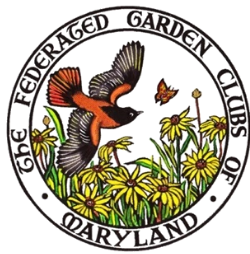 THE FEDERATED GARDEN CLUBS OF
MARYLAND